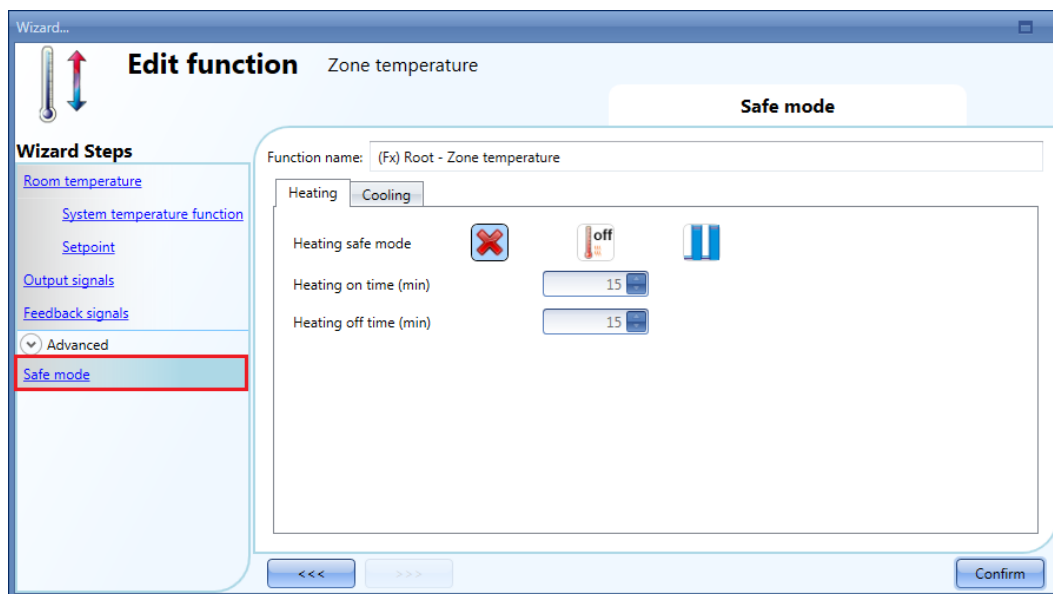 Wizard...
Edit function Zone temperature
Safe mode
Wizard Steps
Room temperature
System temperature function
Setpoint
Output signals
Feedback signals
Advanced
Safe mode
Function name: (Fx) Root - Zone temperature
Heating Cooling
Heating safe mode off
Heating on time (min) 15
Heating off time (min) 15
<<< >>> Confirm